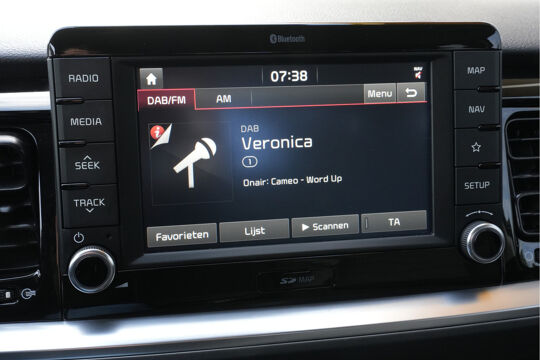 Bluetooth
RADIO
MEDIA
SEEK
TRACK
07:38
NAV
DAB/FM
AM
Menu
DAB
Veronica
1
Onair: Cameo - Word Up
Favorieten
Lijst
Scannen
TA
MAP
NAV
SETUP
SD MAP